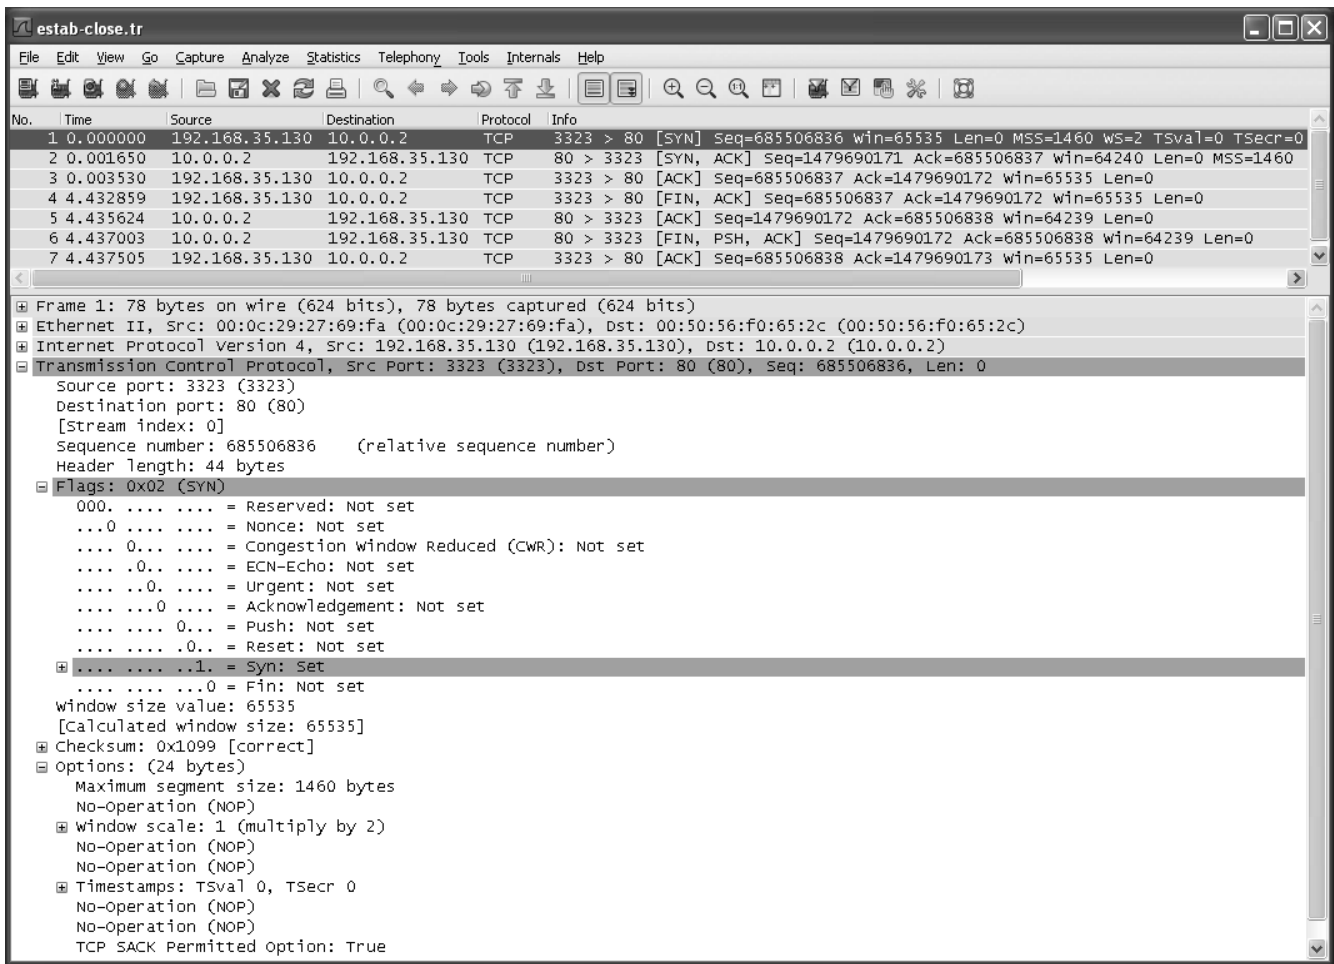 estab-close.tr
File Edit View Go Capture Analyze Statistics Telephony Tools Internals Help
No. Time Source Destination Protocol Info
1 0.000000 192.168.35.130 10.0.0.2 TCP 3323 > 80 [SYN] Seq=685506836 Win=65535 Len=0 MSS=1460 WS=2 TSval=0 TSecr=0
2 0.001650 10.0.0.2 192.168.35.130 TCP 80 > 3323 [SYN, ACK] Seq=1479690171 Ack=685506837 Win=64240 Len=0 MSS=1460
3 0.003530 192.168.35.130 10.0.0.2 TCP 3323 > 80 [ACK] Seq=685506837 Ack=1479690172 Win=65535 Len=0
4 4.432859 192.168.35.130 10.0.0.2 TCP 3323 > 80 [FIN, ACK] Seq=685506837 Ack=1479690172 Win=65535 Len=0
5 4.435624 10.0.0.2 192.168.35.130 TCP 80 > 3323 [ACK] Seq=1479690172 Ack=685506838 Win=64239 Len=0
6 4.437003 10.0.0.2 192.168.35.130 TCP 80 > 3323 [FIN, PSH, ACK] Seq=1479690172 Ack=685506838 Win=64239 Len=0
7 4.437505 192.168.35.130 10.0.0.2 TCP 3323 > 80 [ACK] Seq=685506838 Ack=1479690173 Win=65535 Len=0
Frame 1: 78 bytes on wire (624 bits), 78 bytes captured (624 bits)
Ethernet II, Src: 00:0c:29:27:69:fa (00:0c:29:27:69:fa), Dst: 00:50:56:f0:65:2c (00:50:56:f0:65:2c)
Internet Protocol Version 4, Src: 192.168.35.130 (192.168.35.130), Dst: 10.0.0.2 (10.0.0.2)
Transmission Control Protocol, Src Port: 3323 (3323), Dst Port: 80 (80), Seq: 685506836, Len: 0
Source port: 3323 (3323)
Destination port: 80 (80)
[Stream index: 0]
Sequence number: 685506836 (relative sequence number)
Header length: 44 bytes
Flags: 0x02 (SYN)
000. .... .... = Reserved: Not set
...0 .... .... = Nonce: Not set
.... 0... .... = Congestion Window Reduced (CWR): Not set
.... .0.. .... = ECN-Echo: Not set
.... ..0. .... = Urgent: Not set
.... ...0 .... = Acknowledgement: Not set
.... .... 0... = Push: Not set
.... .... .0.. = Reset: Not set
.... .... ..1. = Syn: Set
.... .... ...0 = Fin: Not set
Window size value: 65535
[Calculated window size: 65535]
Checksum: 0x1099 [correct]
Options: (24 bytes)
Maximum segment size: 1460 bytes
No-Operation (NOP)
Window scale: 1 (multiply by 2)
No-Operation (NOP)
No-Operation (NOP)
Timestamps: TSval 0, TSecr 0
No-Operation (NOP)
No-Operation (NOP)
TCP SACK Permitted Option: True